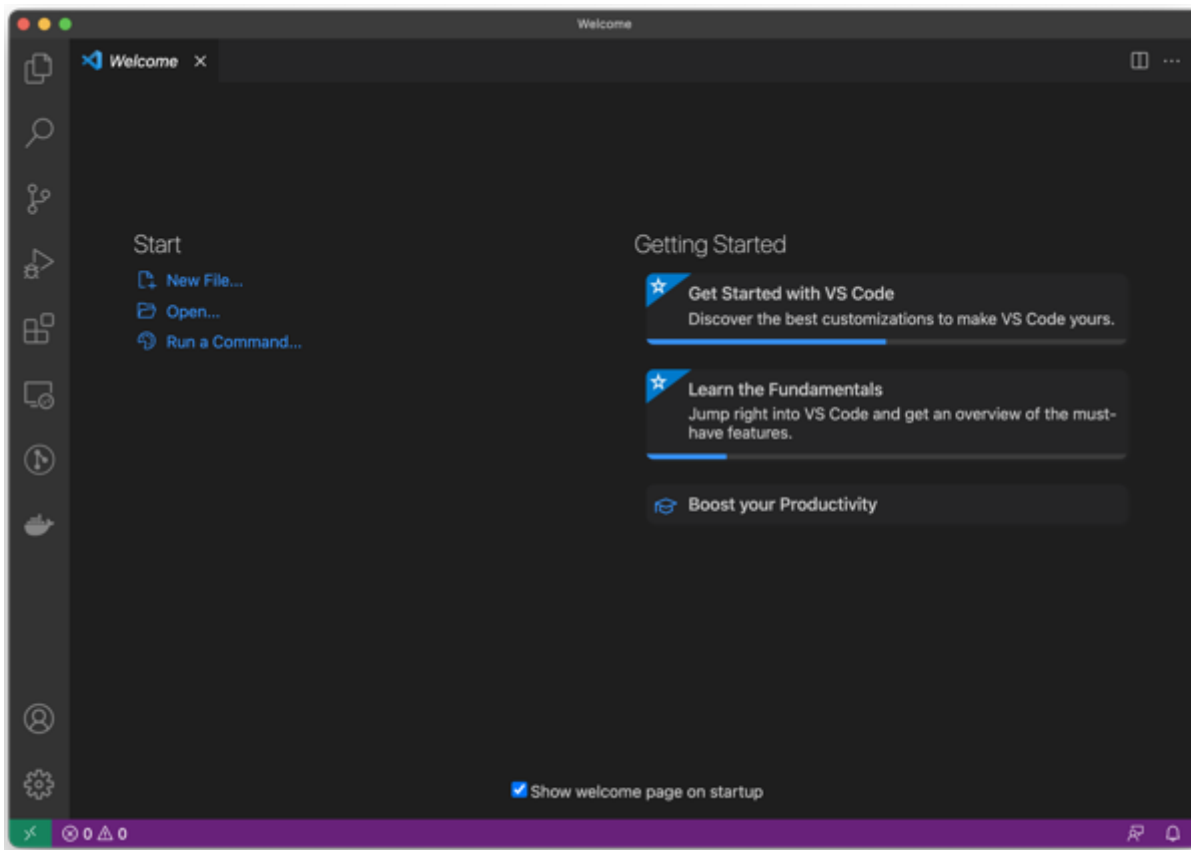 Welcome
Welcome
Start
New File...
Open...
Run a Command...
Getting Started
Get Started with VS Code
Discover the best customizations to make VS Code yours.
Learn the Fundamentals
Jump right into VS Code and get an overview of the must-
have features.
Boost your Productivity
Show welcome page on startup
0 0